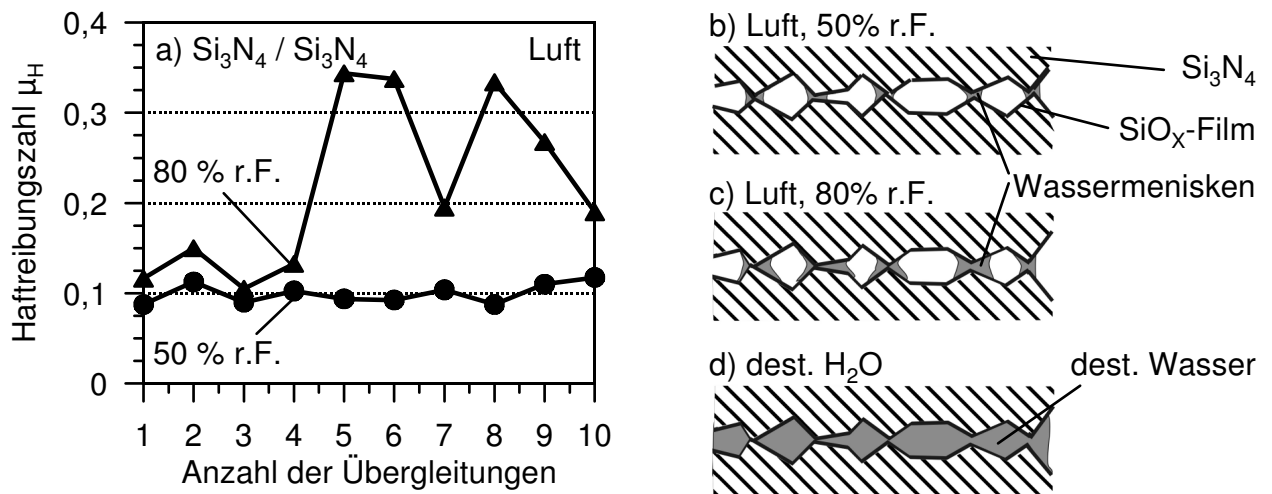 a) Si₃N₄ / Si₃N₄
Luft
Haftreibungszahl μ_H
0,4
0,3
0,2
0,1
0
80 % r.F.
50 % r.F.
1 2 3 4 5 6 7 8 9 10
Anzahl der Übergleitungen
b) Luft, 50% r.F.
Si₃N₄
SiOₓ-Film
Wassermenisken
c) Luft, 80% r.F.
d) dest. H₂O
dest. Wasser